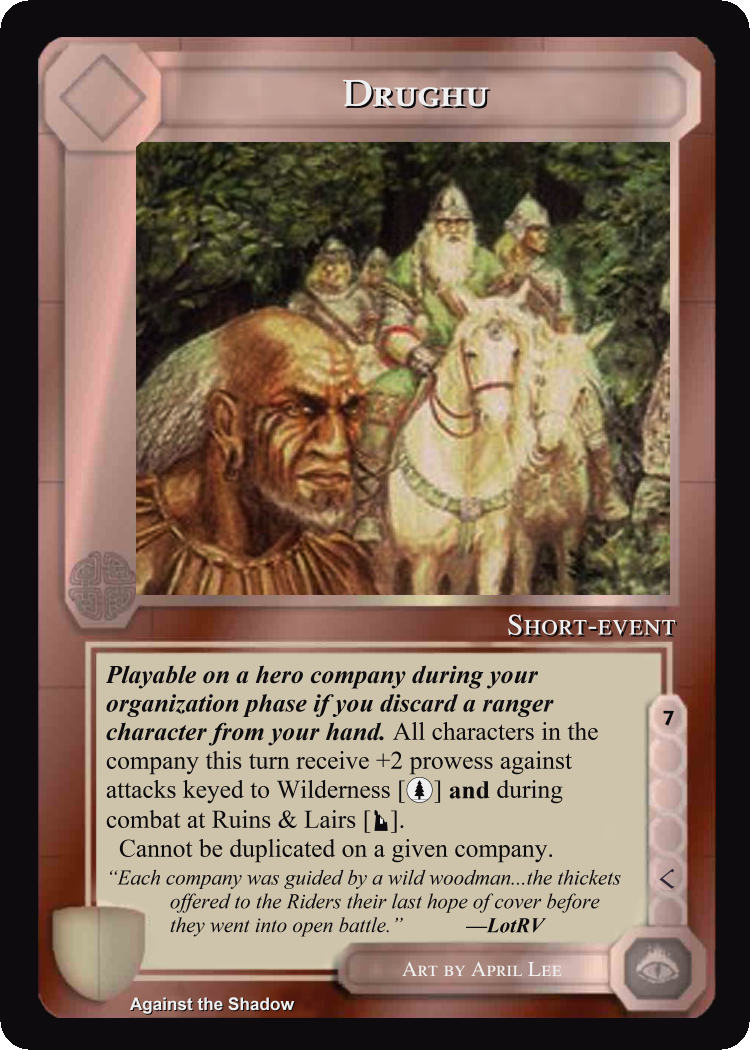 Drughu
Short-event
Playable on a hero company during your
organization phase if you discard a ranger
character from your hand. All characters in the
company this turn receive +2 prowess against
attacks keyed to Wilderness [] and during
combat at Ruins & Lairs [].
Cannot be duplicated on a given company.
“Each company was guided by a wild woodman...the thickets
offered to the Riders their last hope of cover before
they went into open battle.” —LotRV
7
<
Art by April Lee
Against the Shadow